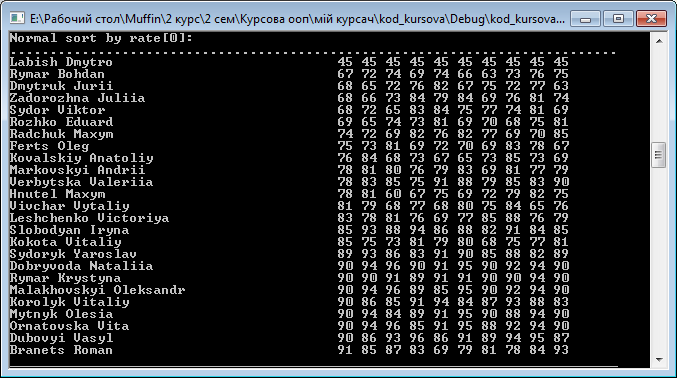 E:\Рабочий стол\Muffin\2 курс\2 сем\Курсова ооп\мій курсач\kod_kursova\Debug\kod_kursova...
Normal sort by rate[0]:
Labish Dmytro 45 45 45 45 45 45 45 45 45 45
Rymar Bohdan 67 72 74 69 74 66 63 73 76 75
Dmytruk Jurii 68 65 72 76 82 67 75 72 77 63
Zadorozhna Juliia 68 66 73 84 79 84 69 76 81 74
Sydor Viktor 68 72 65 83 84 75 77 74 81 69
Rozhko Eduard 69 65 74 73 81 69 70 68 75 81
Radchuk Maxym 74 72 69 82 76 82 77 69 70 85
Ferts Oleg 75 73 81 69 72 70 69 83 78 67
Kovalskiy Anatoliy 76 84 68 73 67 65 73 85 73 69
Markovskyi Andrii 78 81 80 76 79 83 69 81 77 79
Verbytska Valeriia 78 83 85 75 91 88 79 85 83 90
Hnutel Maxym 78 81 60 67 75 69 72 79 82 75
Vivchar Vytaliy 81 79 68 77 68 80 75 84 65 76
Leshchenko Victoriya 83 78 81 76 69 77 85 88 76 79
Slobodyan Iryna 85 93 88 94 86 88 82 91 84 85
Kokota Vitaliy 85 75 73 81 79 80 68 75 77 81
Sydoryk Yaroslav 89 93 86 83 91 90 85 88 82 89
Dobryvoda Nataliia 90 94 96 90 91 95 90 92 94 90
Rymar Krystyna 90 90 91 89 91 91 90 90 94 90
Malakhovskyi Oleksandr 90 94 96 89 85 95 90 92 94 90
Korolyk Vitaliy 90 86 85 91 94 84 87 93 88 83
Mytnyk Olesia 90 94 84 89 91 95 90 88 94 90
Ornatovska Vita 90 94 96 85 91 95 88 92 94 90
Dubovyi Vasyl 90 86 93 96 86 91 89 94 95 87
Branets Roman 91 85 87 83 69 79 81 78 84 93